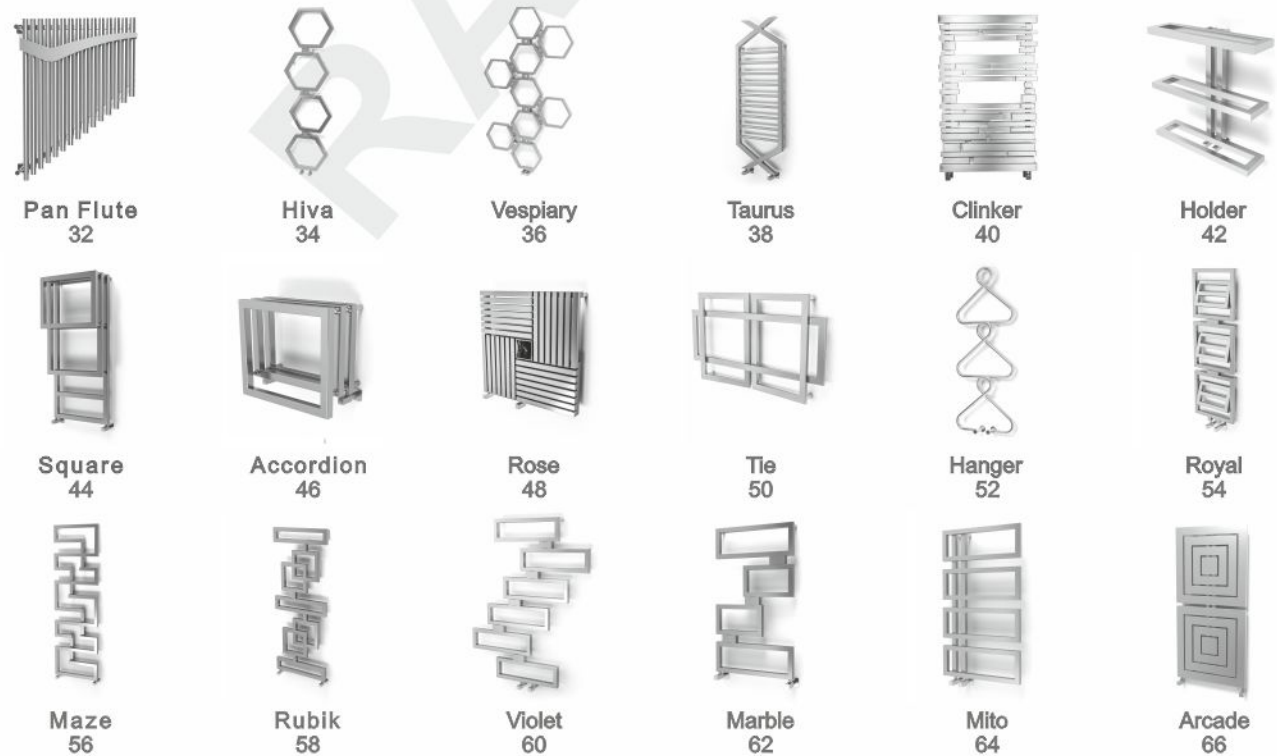 Pan Flute
32
Hiva
34
Vespiary
36
Taurus
38
Clinker
40
Holder
42
Square
44
Accordion
46
Rose
48
Tie
50
Hanger
52
Royal
54
Maze
56
Rubik
58
Violet
60
Marble
62
Mito
64
Arcade
66